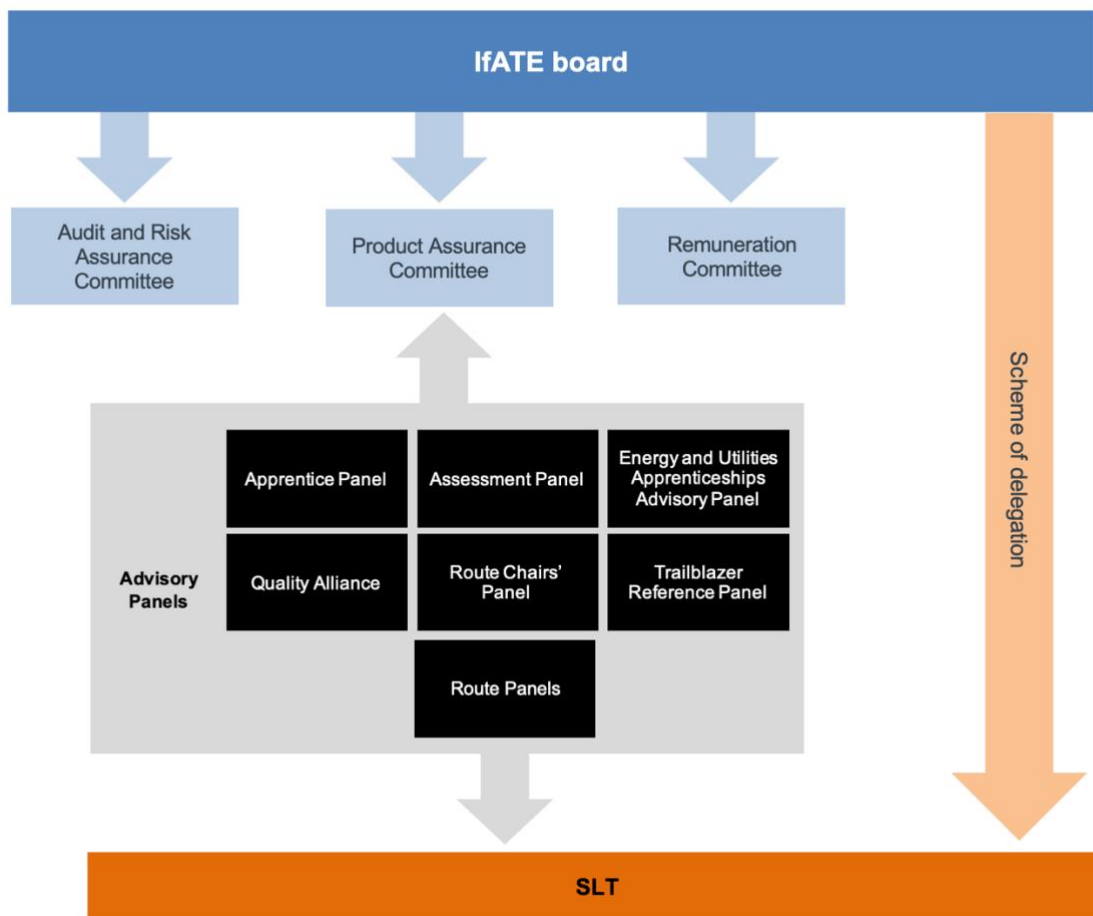 IfATE board
Audit and Risk
Assurance
Committee
Product Assurance
Committee
Remuneration
Committee
Scheme of delegation
Advisory
Panels
Apprentice Panel
Assessment Panel
Energy and Utilities
Apprenticeships
Advisory Panel
Quality Alliance
Route Chairs’
Panel
Trailblazer
Reference Panel
Route Panels
SLT